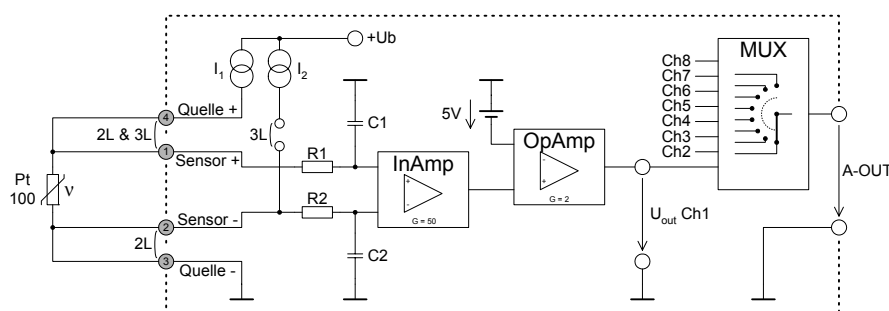 +Ub
I1
I2
MUX
Ch8
Ch7
Ch6
Ch5
Ch4
Ch3
Ch2
4
Quelle +
2L & 3L
3L
C1
5V
OpAmp
-
+
G = 2
1
Sensor +
R1
InAmp
+
-
G = 50
A-OUT
Pt
100
ν
R2
2
Sensor -
Uout Ch1
2L
3
Quelle -
C2